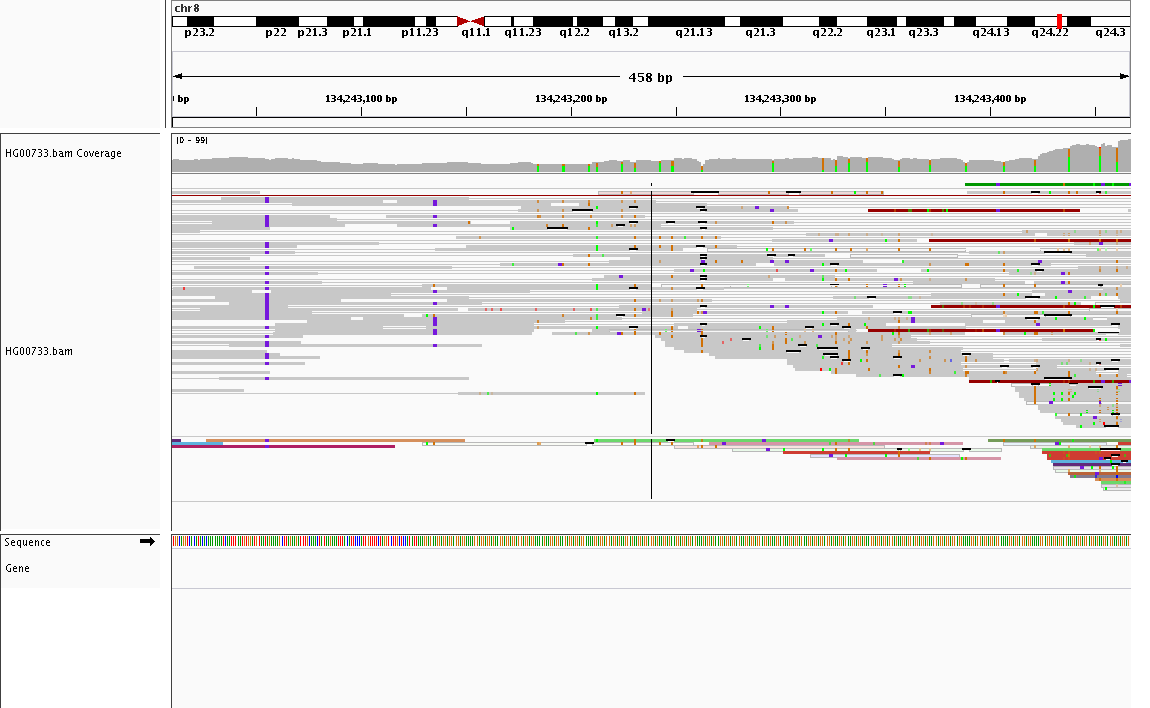 chr8
p23.2 p22 p21.3 p21.1 p11.23 q11.1 q11.23 q12.2 q13.2 q21.13 q21.3 q22.2 q23.1 q23.3 q24.13 q24.22 q24.3
458 bp
bp 134,243,100 bp 134,243,200 bp 134,243,300 bp 134,243,400 bp
[0 - 99]
HG00733.bam Coverage
HG00733.bam
Sequence
Gene